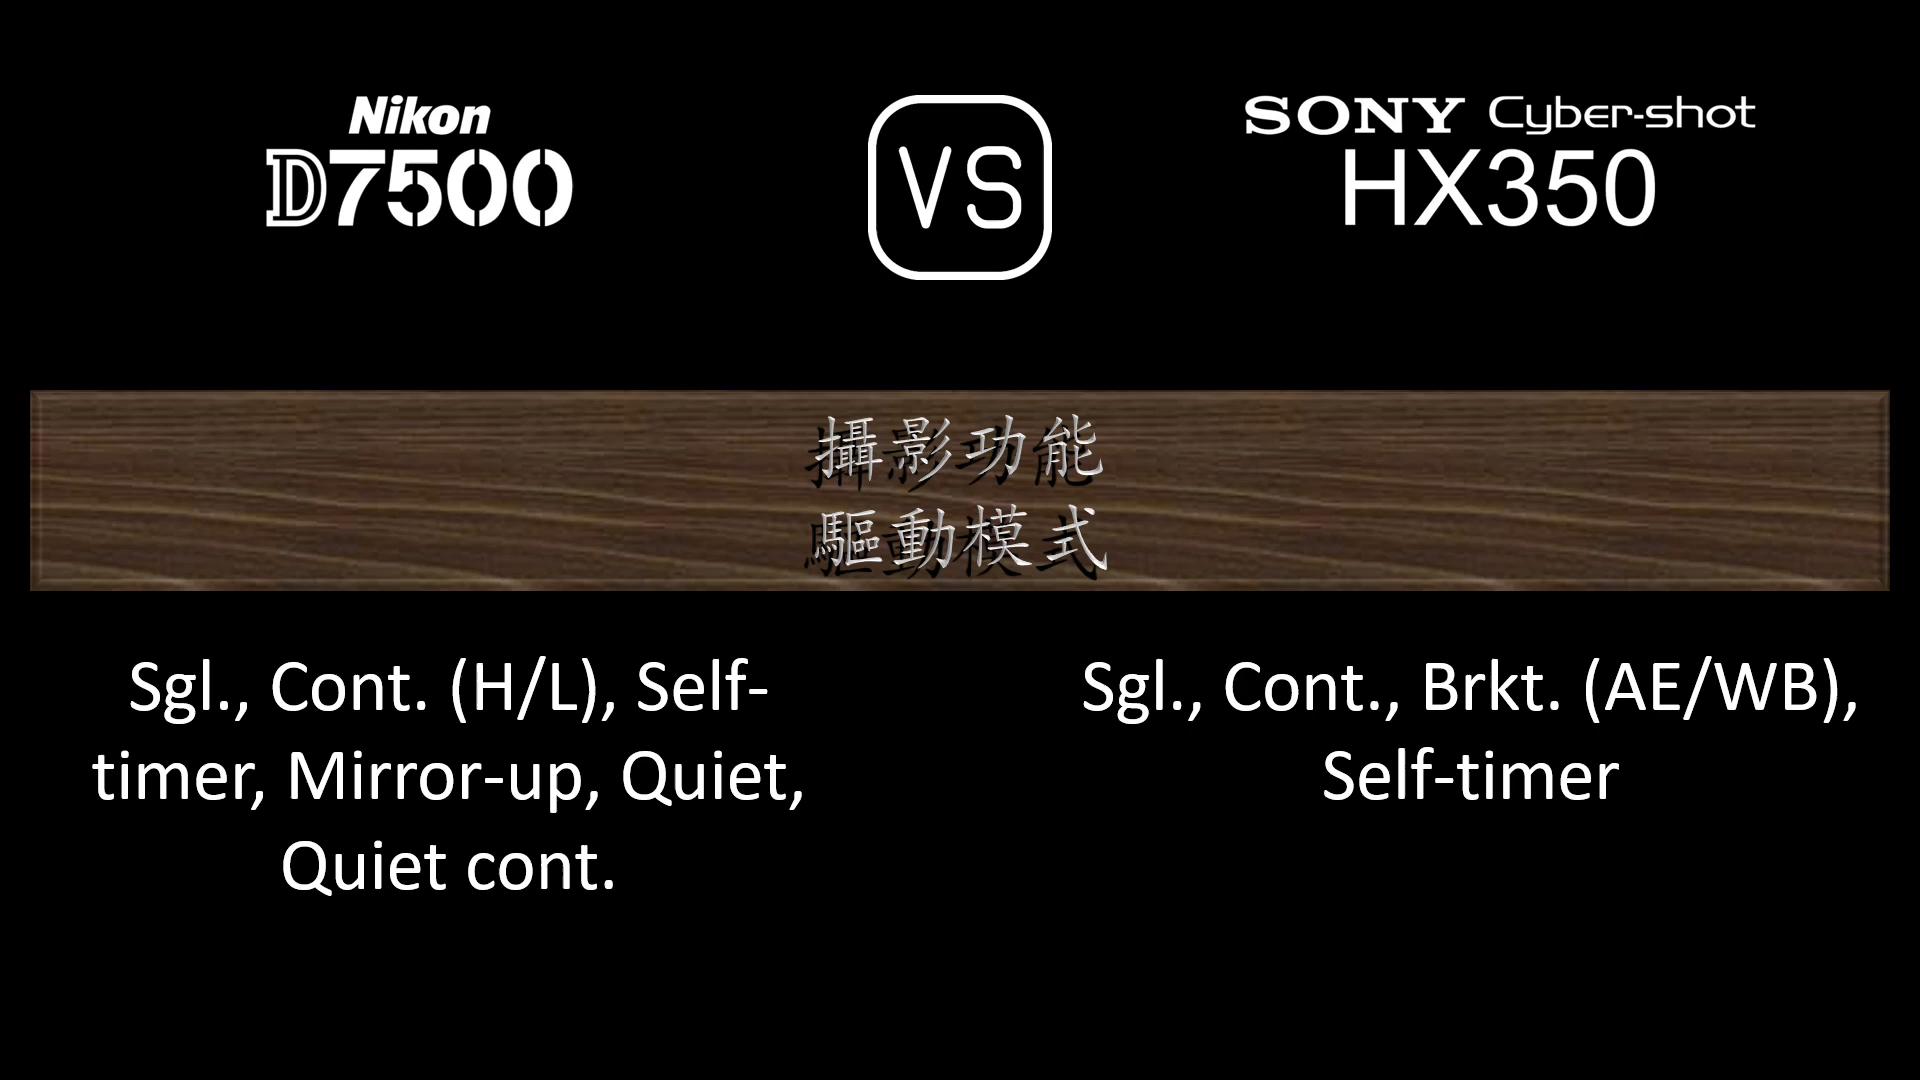 Nikon
D7500
VS
SONY Cyber-shot
HX350
攝影功能
驅動模式
Sgl., Cont. (H/L), Self-
timer, Mirror-up, Quiet,
Quiet cont.
Sgl., Cont., Brkt. (AE/WB),
Self-timer